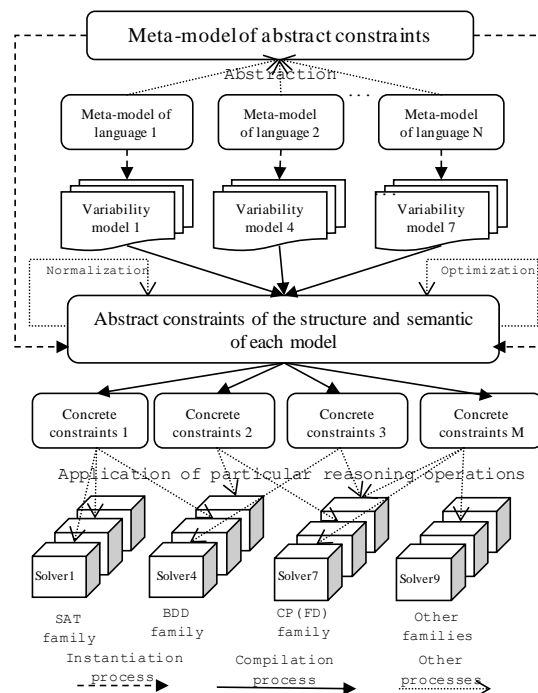 Meta-model of abstract constraints
Abstraction
Meta-model of
language 1
Meta-model
of language 2
...
Meta-model
of language N
Variability
model 1
Variability
model 4
...
Variability
model 7
Normalization
Optimization
Abstract constraints of the structure and semantic
of each model
Concrete
constraints 1
Concrete
constraints 2
Concrete
constraints 3
Concrete
constraints M
Application of particular reasoning operations
Solver1
Solver4
Solver7
Solver9
SAT
family
BDD
family
CP(FD)
family
Other
families
Instantiation
process
Compilation
process
Other
processes